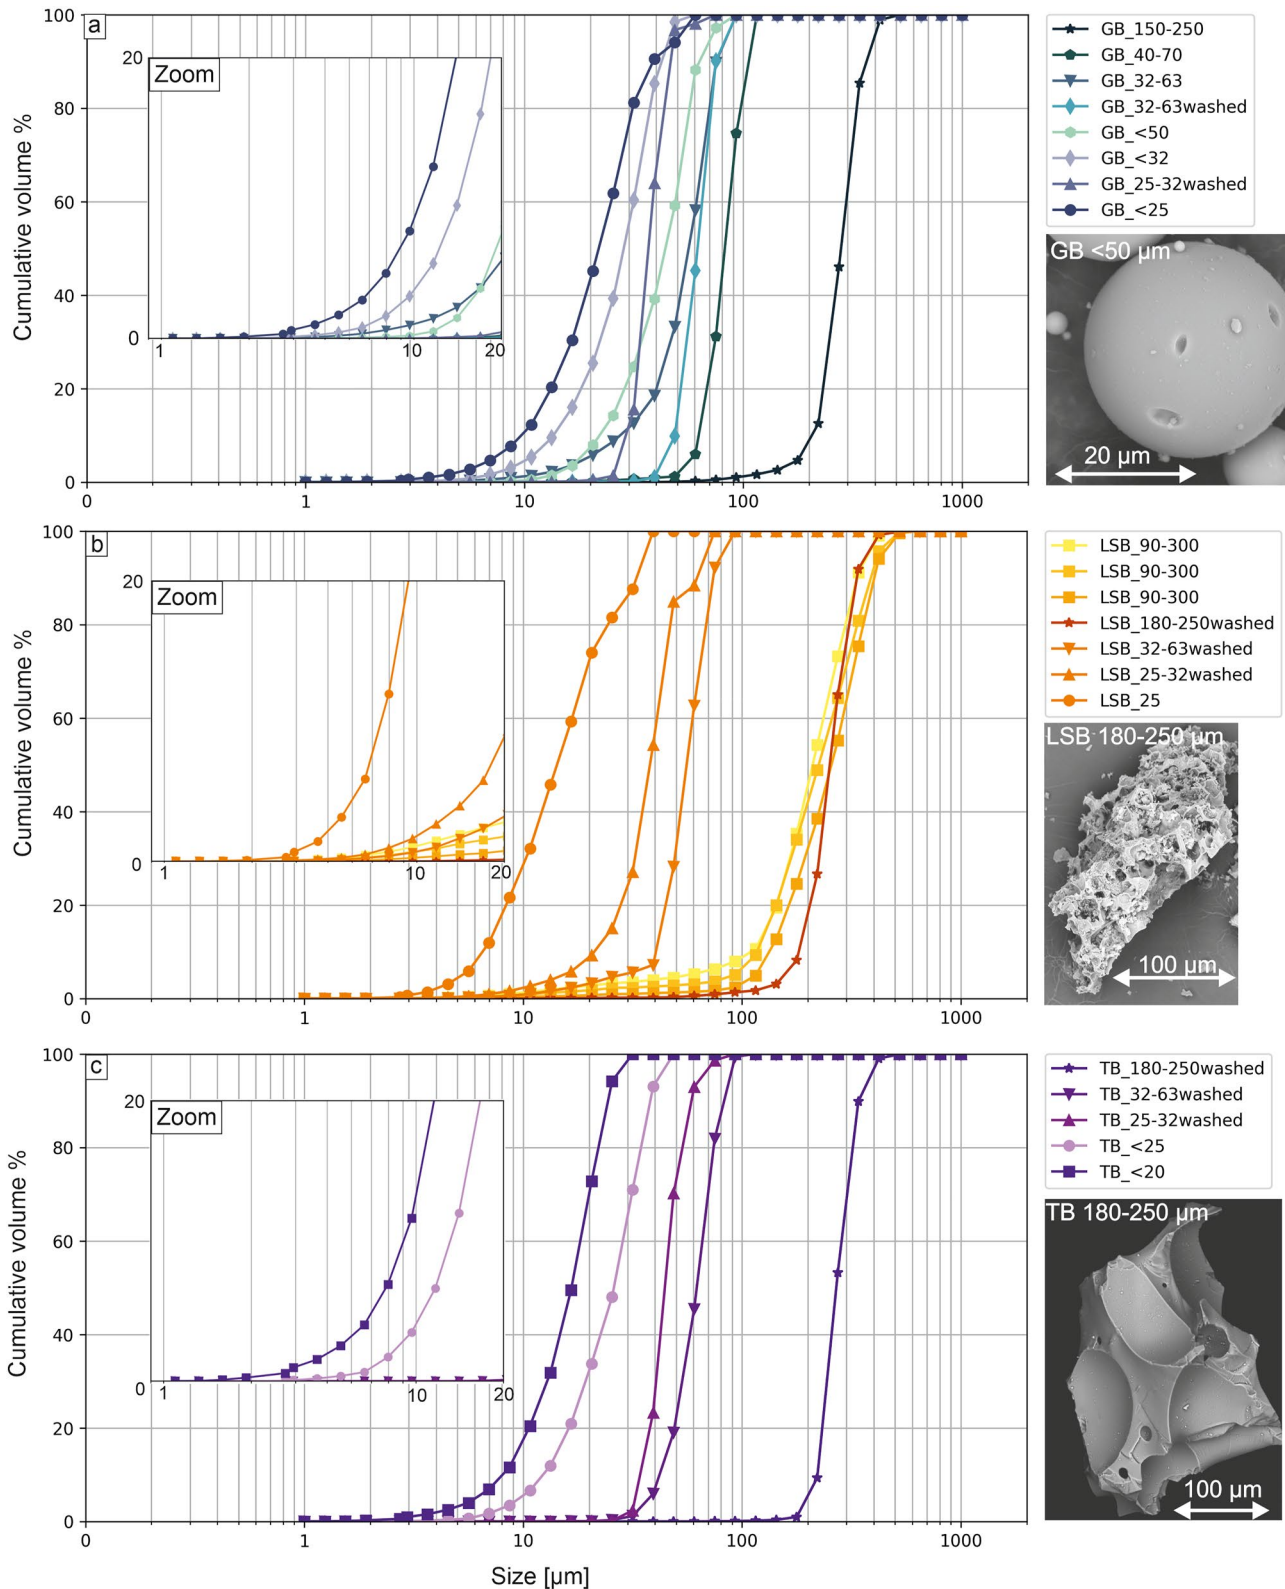 a
100
80
60
40
20
0
Cumulative volume %
Zoom
20
0
1
10
20
0
1
10
100
1000
GB_150-250
GB_40-70
GB_32-63
GB_32-63washed
GB_<50
GB_<32
GB_25-32washed
GB_<25
GB <50 µm
20 µm
b
100
80
60
40
20
0
Cumulative volume %
Zoom
20
0
1
10
20
0
1
10
100
1000
LSB_90-300
LSB_90-300
LSB_90-300
LSB_180-250washed
LSB_32-63washed
LSB_25-32washed
LSB_25
LSB 180-250 µm
100 µm
c
100
80
60
40
20
0
Cumulative volume %
Zoom
20
0
1
10
20
0
1
10
100
1000
Size [µm]
TB_180-250washed
TB_32-63washed
TB_25-32washed
TB_<25
TB_<20
TB 180-250 µm
100 µm